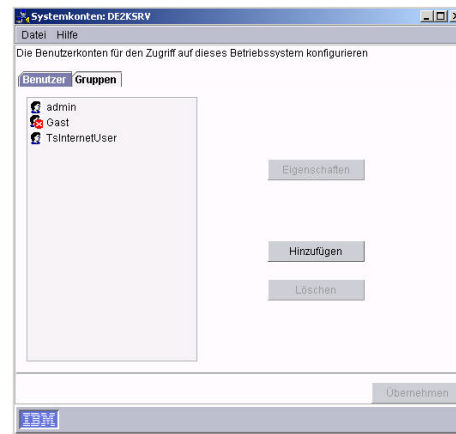 Systemkonten: DE2KSRV
Datei Hilfe
Die Benutzerkonten für den Zugriff auf dieses Betriebssystem konfigurieren
Benutzer Gruppen
admin
Gast
TsInternetUser
Eigenschaften
Hinzufügen
Löschen
Übernehmen
IBM